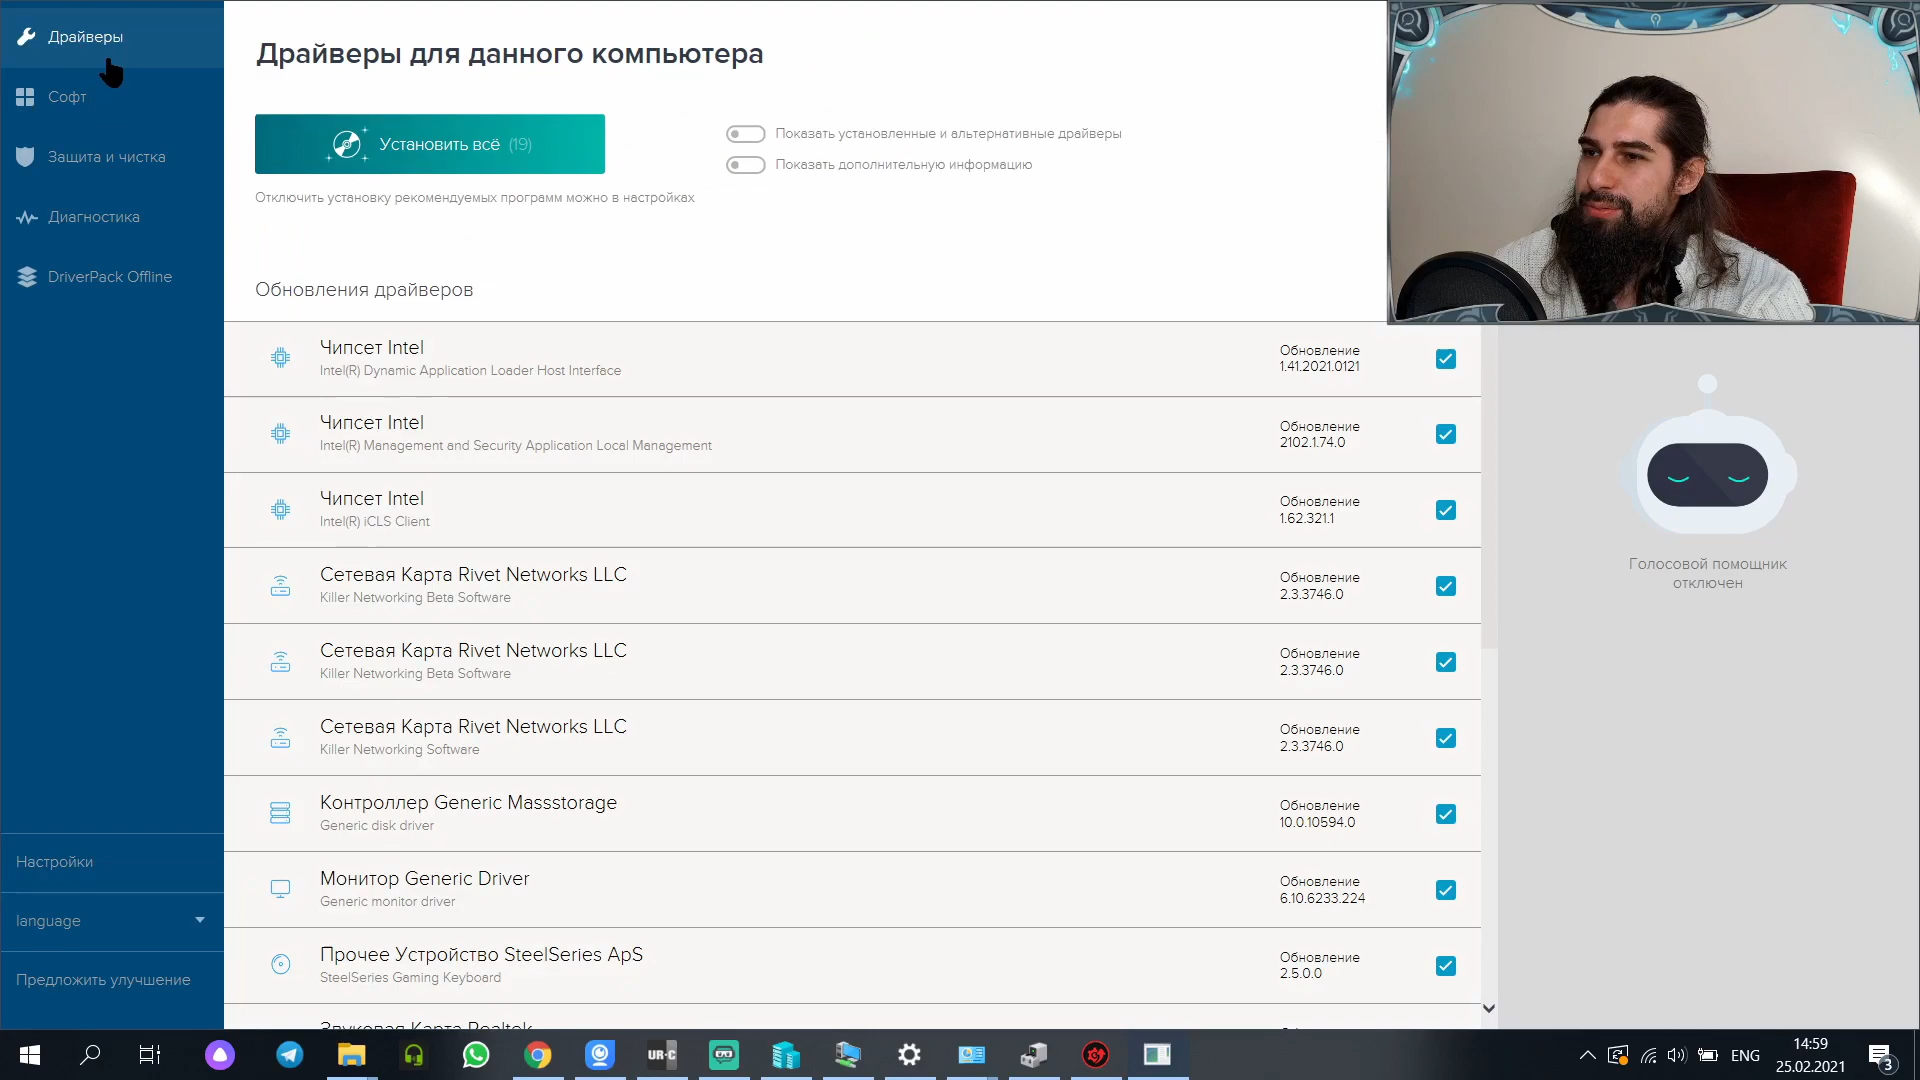 Драйверы
Софт
Защита и чистка
Диагностика
DriverPack Offline
Настройки
language
Предложить улучшение
Драйверы для данного компьютера
Установить всё (19)
Показать установленные и альтернативные драйверы
Показать дополнительную информацию
Отключить установку рекомендуемых программ можно в настройках
Обновления драйверов
Чипсет Intel
Intel(R) Dynamic Application Loader Host Interface
Обновление
1.41.2021.0121
Чипсет Intel
Intel(R) Management and Security Application Local Management
Обновление
2102.1.74.0
Чипсет Intel
Intel(R) iCLS Client
Обновление
1.62.321.1
Сетевая Карта Rivet Networks LLC
Killer Networking Beta Software
Обновление
2.3.3746.0
Сетевая Карта Rivet Networks LLC
Killer Networking Beta Software
Обновление
2.3.3746.0
Сетевая Карта Rivet Networks LLC
Killer Networking Software
Обновление
2.3.3746.0
Контроллер Generic Massstorage
Generic disk driver
Обновление
10.0.10594.0
Монитор Generic Driver
Generic monitor driver
Обновление
6.10.6233.224
Прочее Устройство SteelSeries ApS
SteelSeries Gaming Keyboard
Обновление
2.5.0.0
Звуковая Карта Realtek
Голосовой помощник
отключен
UR-C
ENG
14:59
25.02.2021
3